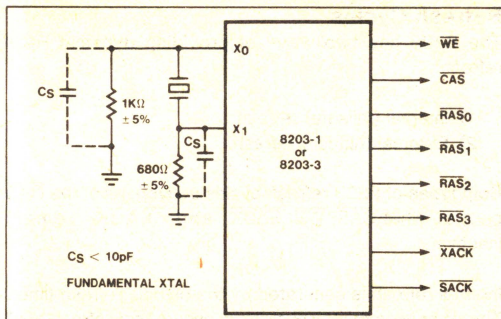 X0
WE
CS
1KΩ
±5%
CAS
RAS0
X1
CS
8203-1
or
8203-3
RAS1
680Ω
±5%
RAS2
RAS3
CS < 10pF
XACK
FUNDAMENTAL XTAL
SACK